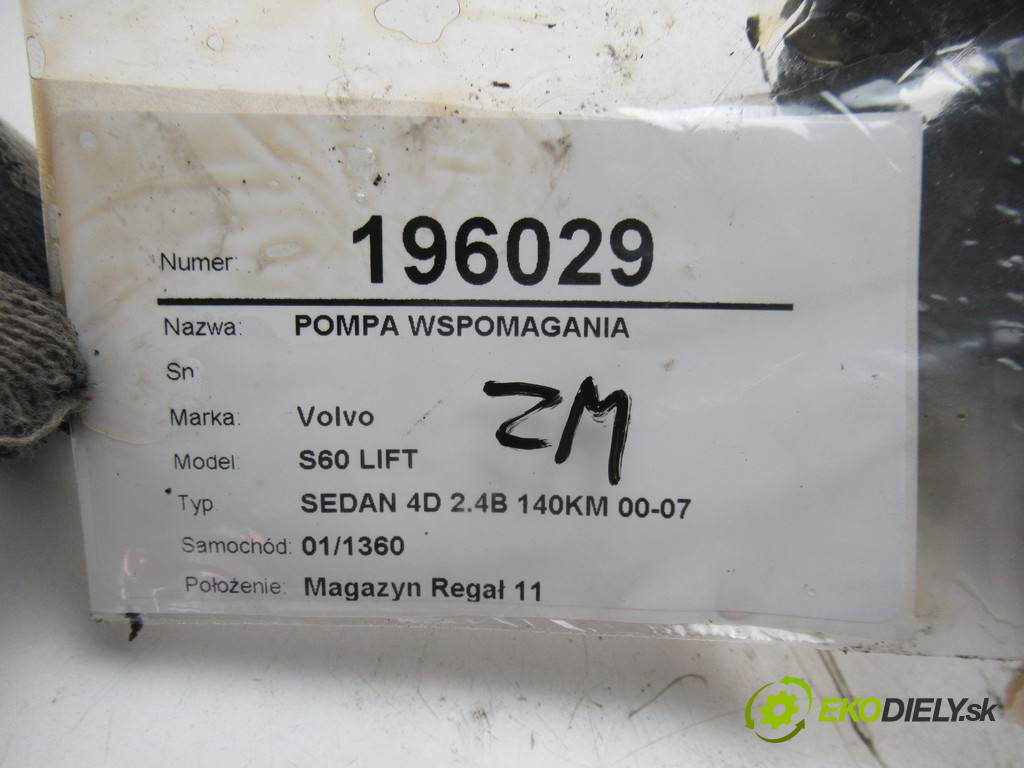 Numer: 196029
Nazwa: POMPA WSPOMAGANIA
Sn
Marka: Volvo
ZM
Model: S60 LIFT
Typ SEDAN 4D 2.4B 140KM 00-07
Samochód: 01/1360
Położenie: Magazyn Regał 11
EKODIELY.sk